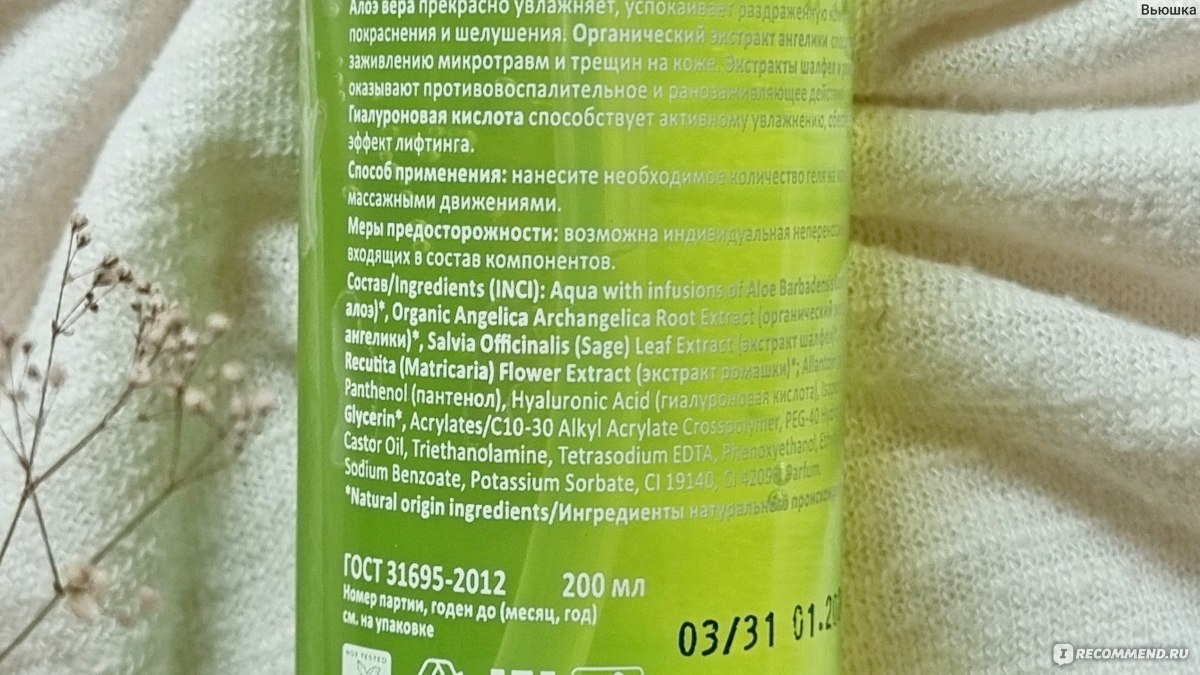 Вьюшка
Алоэ вера прекрасно увлажняет, успокаивает раздраженную
покраснения и шелушения. Органический экстракт ангелики
заживлению микротравм и трещин на коже. Экстракты шалфея и
оказывают противовоспалительное и ранозаживляющее
Гиалуроновая кислота способствует активному увлажнению,
эффект лифтинга.
Способ применения: нанесите необходимое количество геля на
массажными движениями.
Меры предосторожности: возможна индивидуальная
входящих в состав компонентов.
Состав/Ingredients (INCI): Aqua with infusions of Aloe Barbadensis
алоэ)*, Organic Angelica Archangelica Root Extract (органический
ангелики)*, Salvia Officinalis (Sage) Leaf Extract (экстракт шалфея)*,
Recutita (Matricaria) Flower Extract (экстракт ромашки)*;
Panthenol (пантенол), Hyaluronic Acid (гиалуроновая кислота),
Glycerin*, Acrylates/C10-30 Alkyl Acrylate Crosspolymer, PEG-40
Castor Oil, Triethanolamine, Tetrasodium EDTA, Phenoxyethanol,
Sodium Benzoate, Potassium Sorbate, CI 19140, CI 42090, Parfum.
*Natural origin ingredients/Ингредиенты натурального
ГОСТ 31695-2012 200 мл
Номер партии, годен до (месяц, год)
см. на упаковке
03/31 01.
NOT TESTED
IRECOMMEND.RU